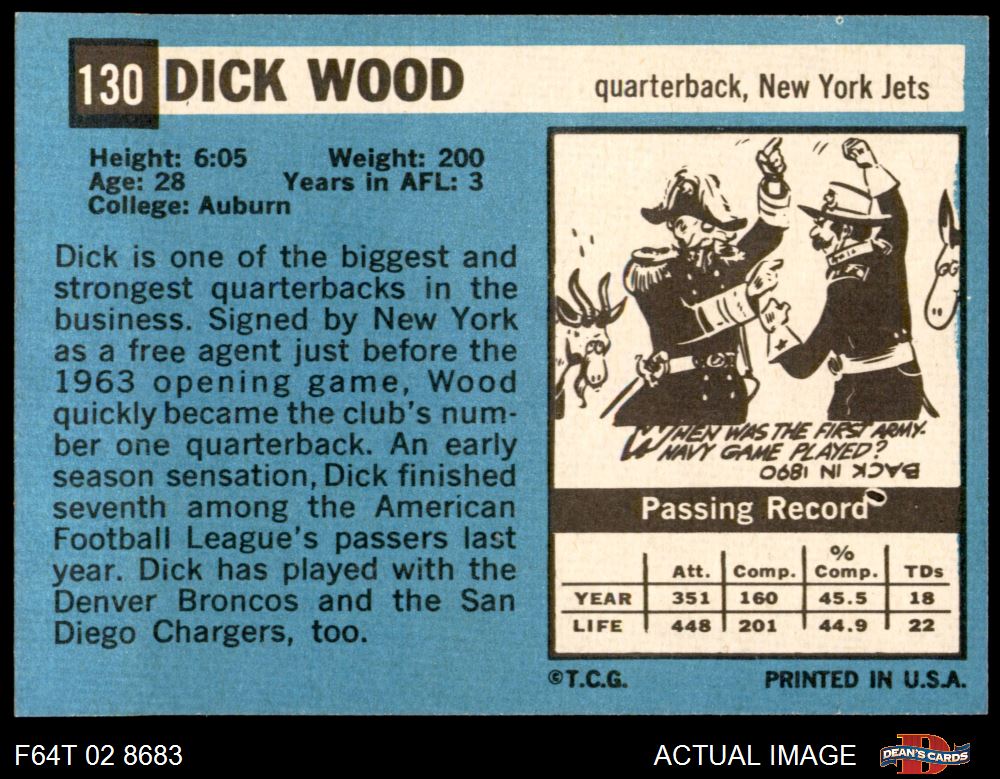 130 DICK WOOD
quarterback, New York Jets
Height: 6:05 Weight: 200
Age: 28 Years in AFL: 3
College: Auburn
Dick is one of the biggest and
strongest quarterbacks in the
business. Signed by New York
as a free agent just before the
1963 opening game, Wood
quickly became the club's num-
ber one quarterback. An early
season sensation, Dick finished
seventh among the American
Football League's passers last
year. Dick has played with the
Denver Broncos and the San
Diego Chargers, too.
WHEN WAS THE FIRST ARMY-
NAVY GAME PLAYED?
BACK IN 1890
Passing Record
Att. Comp. % Comp. TDs
YEAR 351 160 45.5 18
LIFE 448 201 44.9 22
©T.C.G. PRINTED IN U.S.A.
F64T 02 8683 ACTUAL IMAGE DEAN'S CARDS